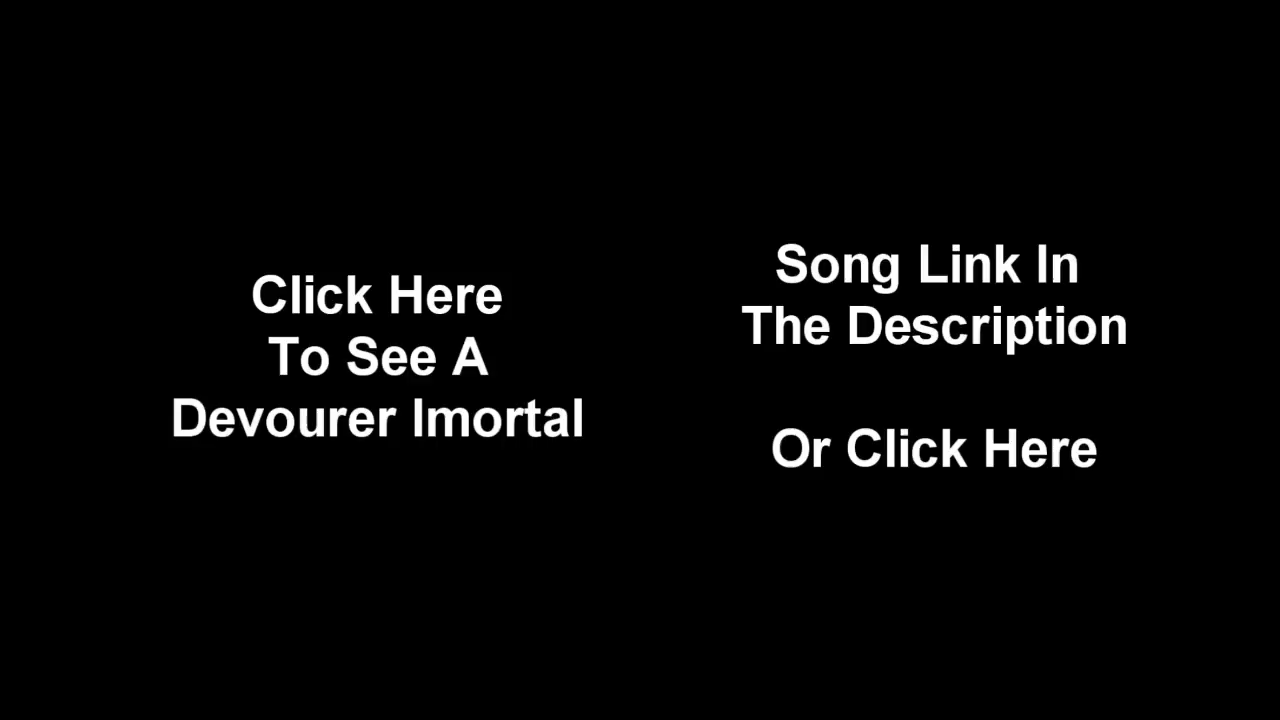 Click Here
To See A
Devourer Imortal
Song Link In
The Description
Or Click Here